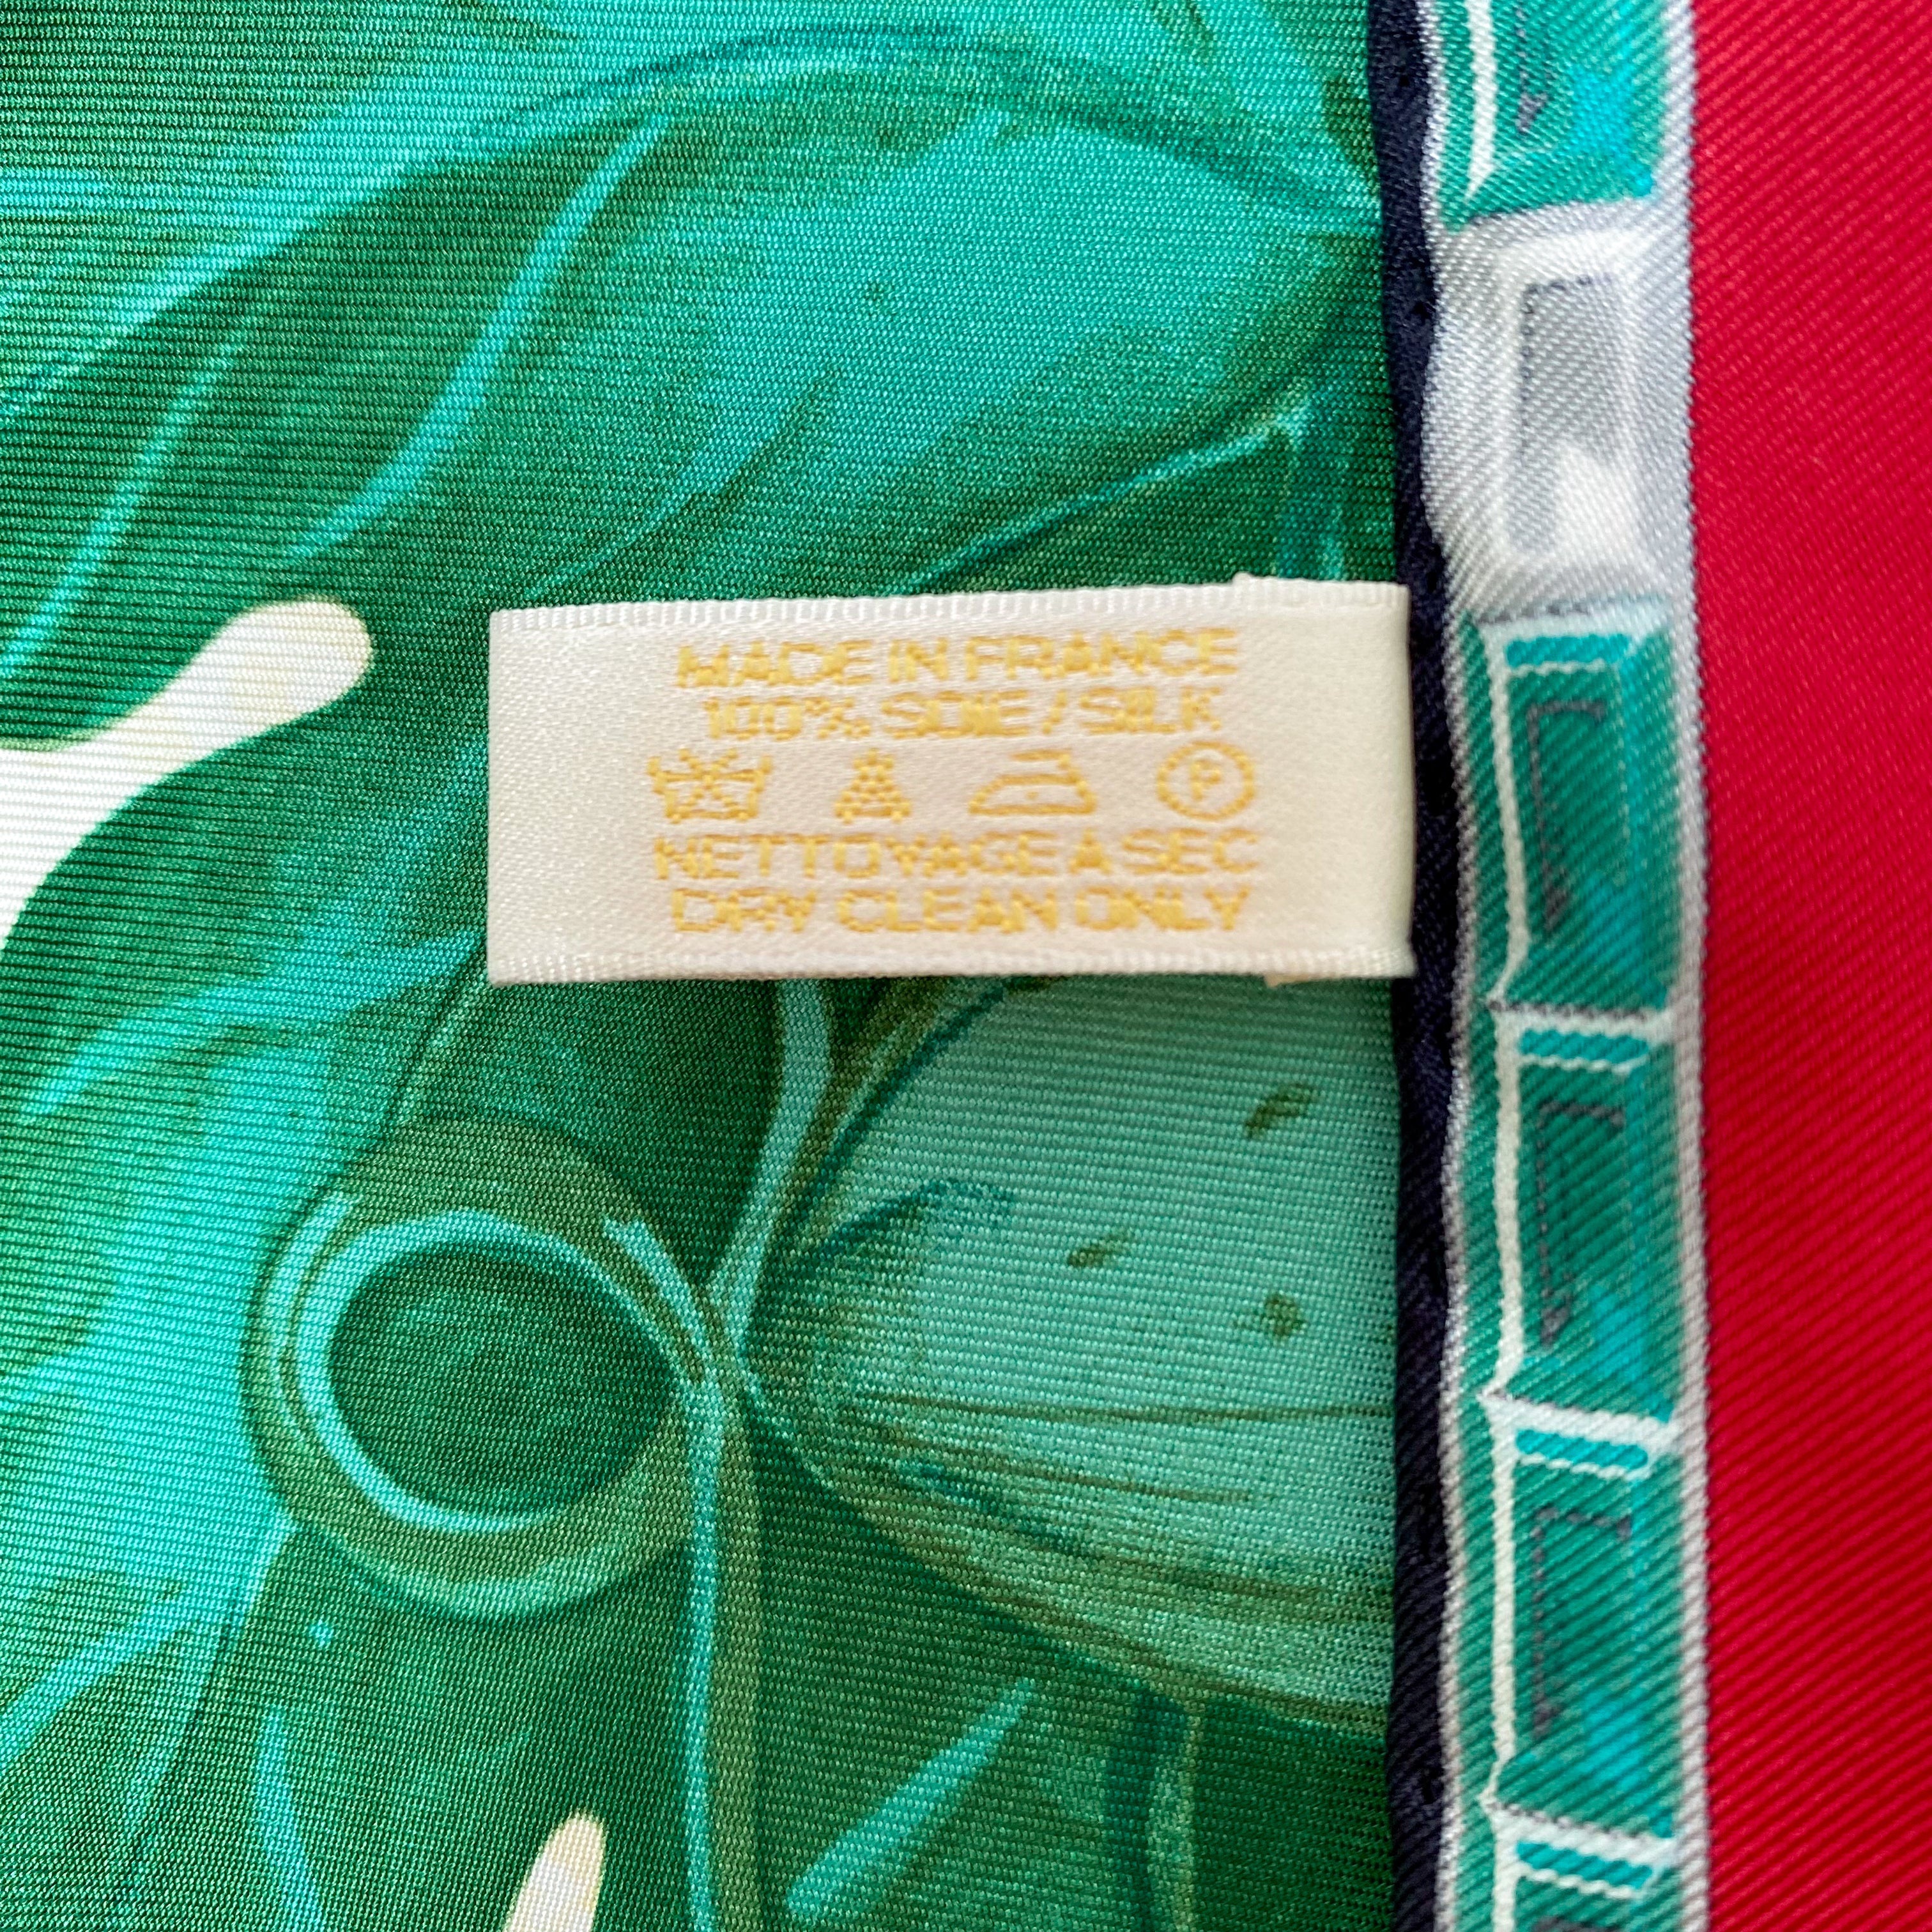 MADE IN FRANCE
100% SOIE / SILK
P
NETTOYAGE A SEC
DRY CLEAN ONLY